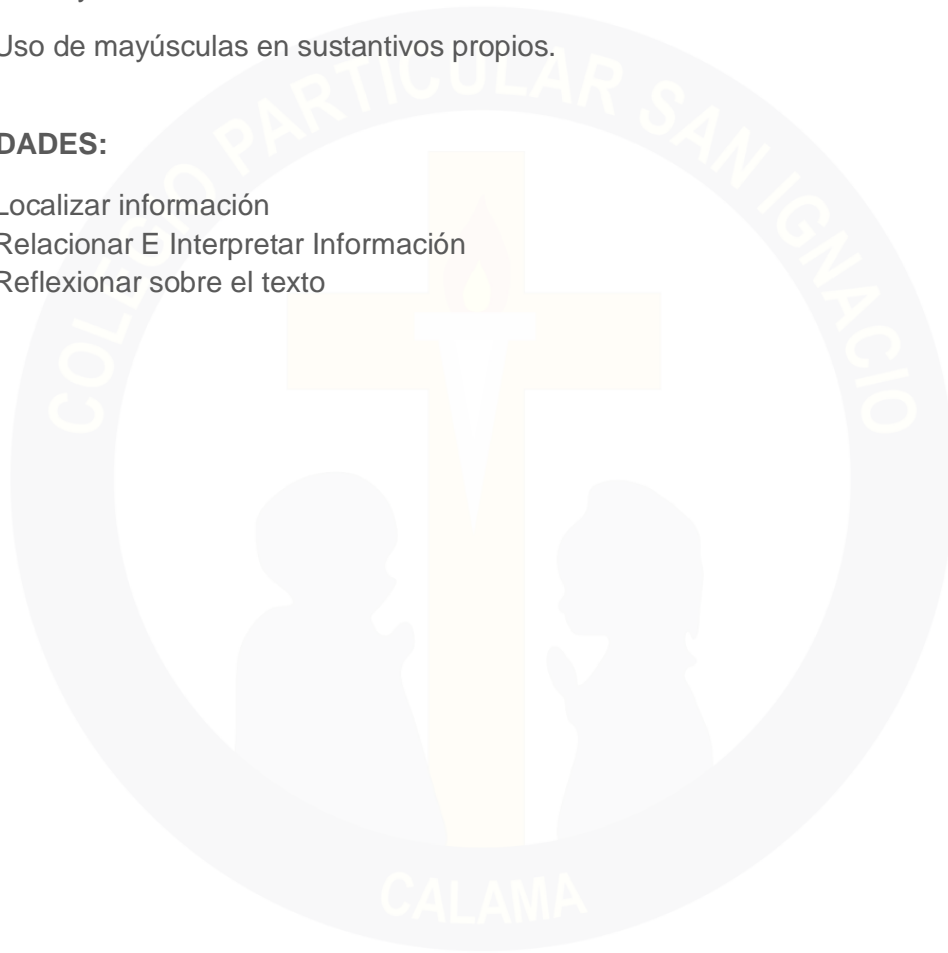 Uso de mayúsculas en sustantivos propios.
DADES:
Localizar información
Relacionar E Interpretar Información
Reflexionar sobre el texto
COLEGIO PARTICULAR SAN IGNACIO
CALAMA